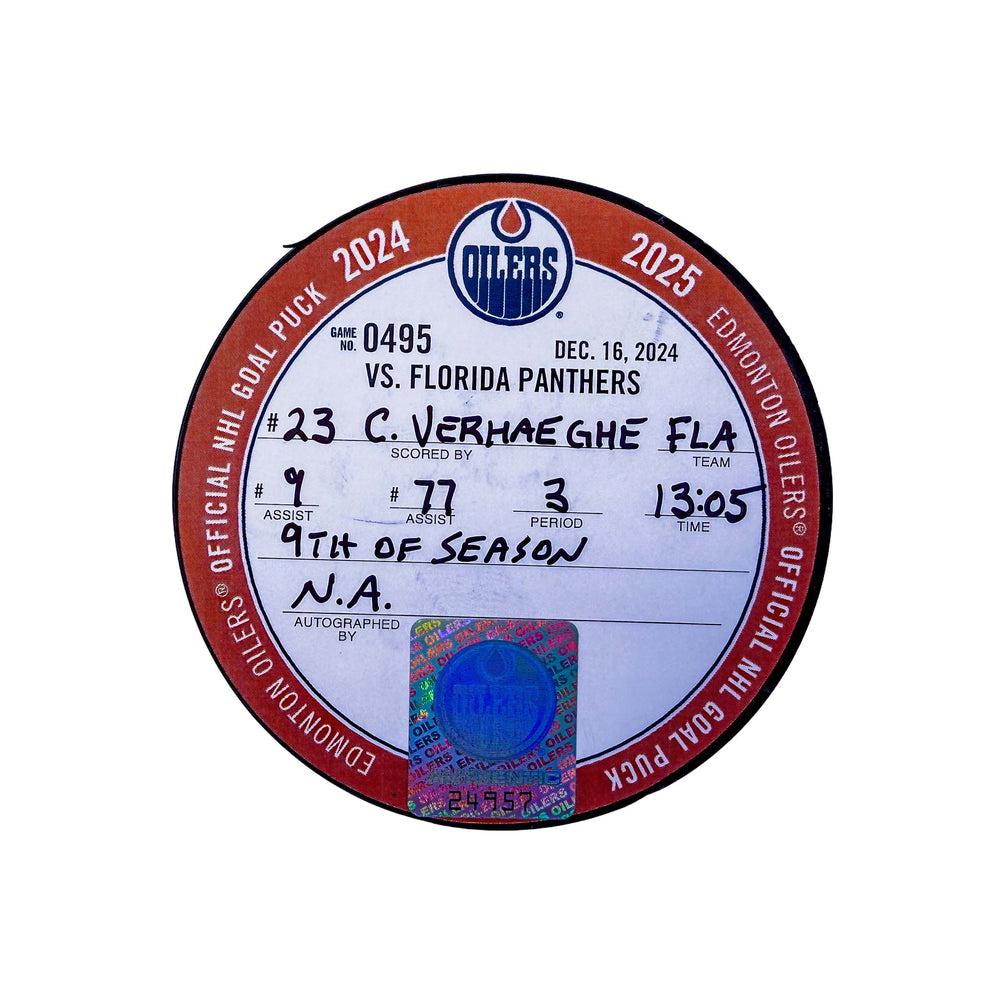 2024
2025
OILERS
®
EDMONTON OILERS® OFFICIAL NHL GOAL PUCK
EDMONTON OILERS® OFFICIAL NHL GOAL PUCK
GAME NO. 0495
DEC. 16, 2024
VS. FLORIDA PANTHERS
#23 C. VERHAEGHE FLA
SCORED BY TEAM
# 9 # 77 3 13:05
ASSIST ASSIST PERIOD TIME
9TH OF SEASON
N.A.
AUTOGRAPHED
BY
OILERS
AUTHENTIC
24957